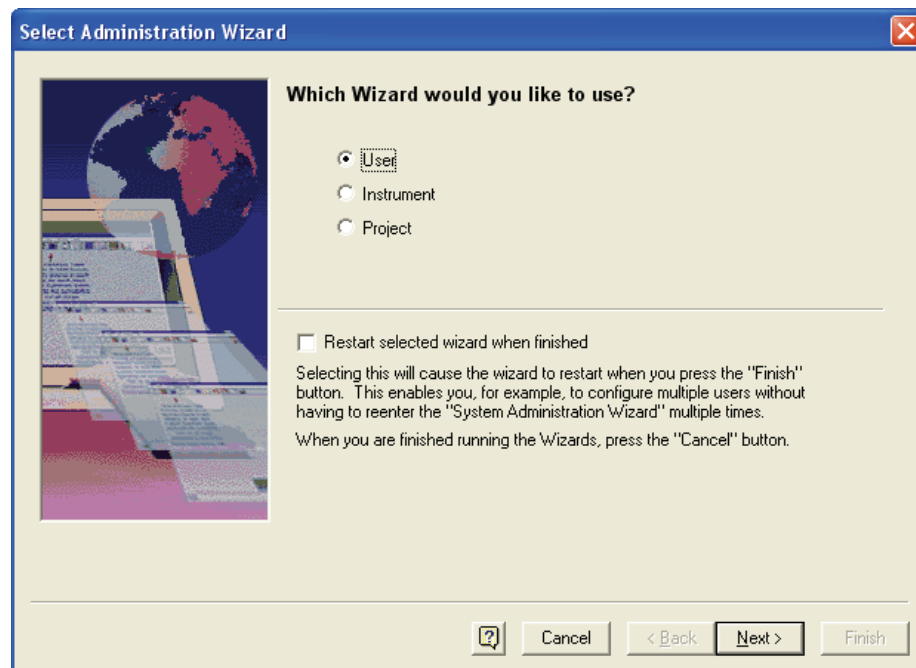 Select Administration Wizard
Which Wizard would you like to use?
User
Instrument
Project
Restart selected wizard when finished
Selecting this will cause the wizard to restart when you press the "Finish"
button. This enables you, for example, to configure multiple users without
having to reenter the "System Administration Wizard" multiple times.
When you are finished running the Wizards, press the "Cancel" button.
? Cancel < Back Next > Finish